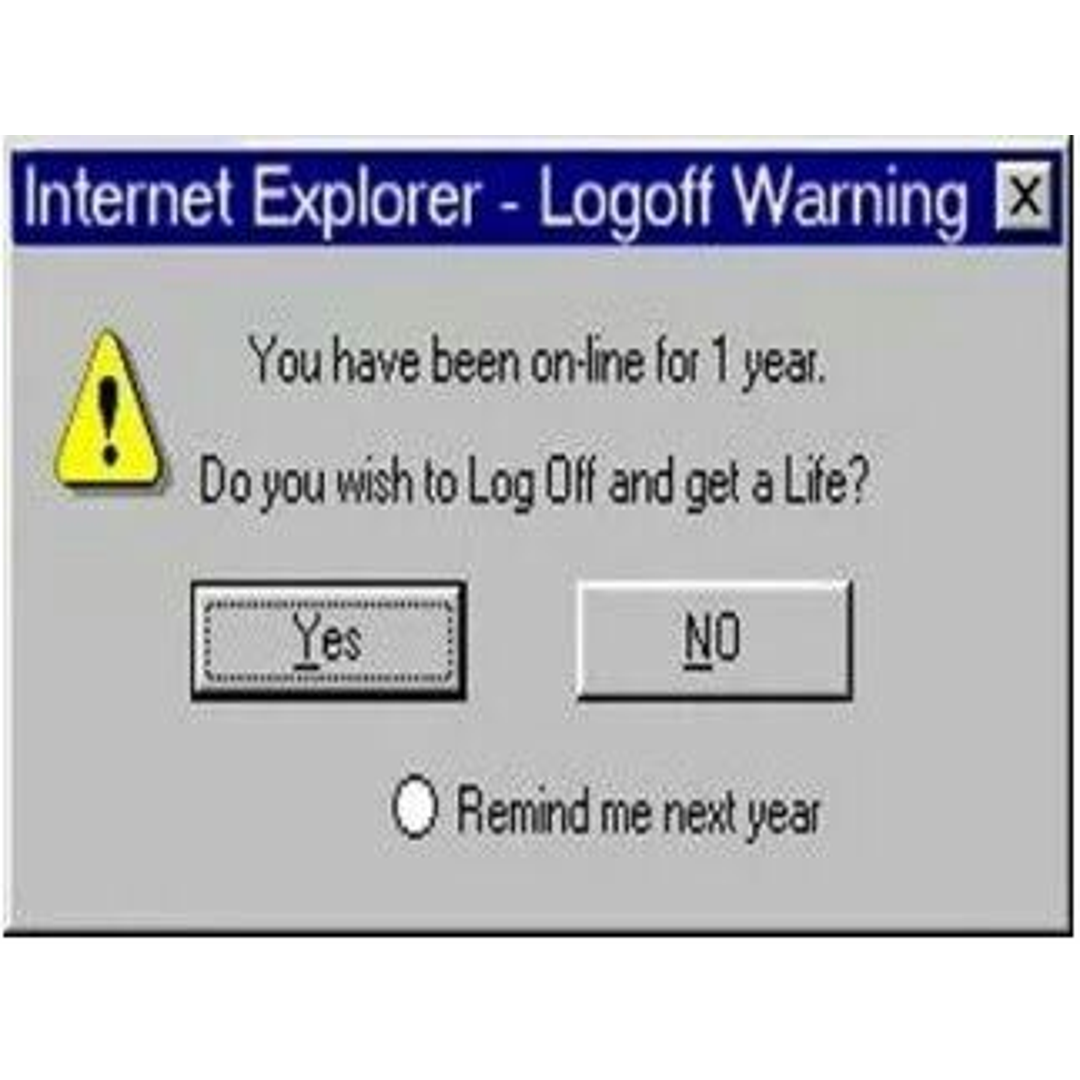 Internet Explorer - Logoff Warning X
You have been on-line for 1 year.
Do you wish to Log Off and get a Life?
Yes NO
Remind me next year